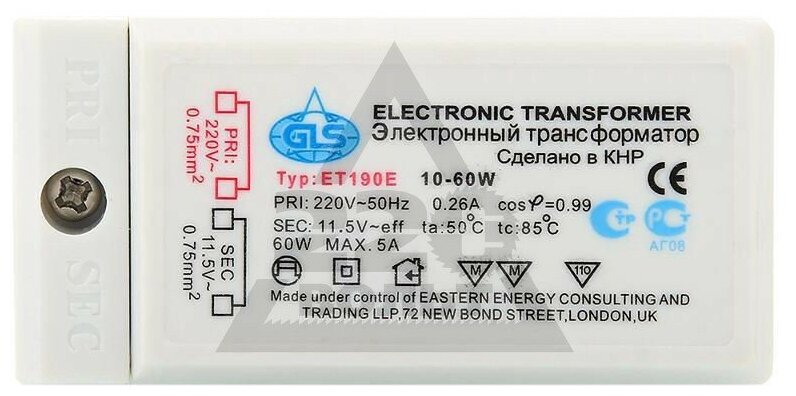 PRI
SEC
PRI:
220V~
0.75mm2
SEC
11.5V~
0.75mm2
GLS
ELECTRONIC TRANSFORMER
Электронный трансформатор
Сделано в КНР
Typ:ET190E 10-60W
PRI: 220V~50Hz 0.26A cosφ=0.99
SEC: 11.5V~eff ta:50°C tc:85°C
60W MAX. 5A
АГ08
M M 110
CE
Made under control of EASTERN ENERGY CONSULTING AND
TRADING LLP,72 NEW BOND STREET,LONDON,UK